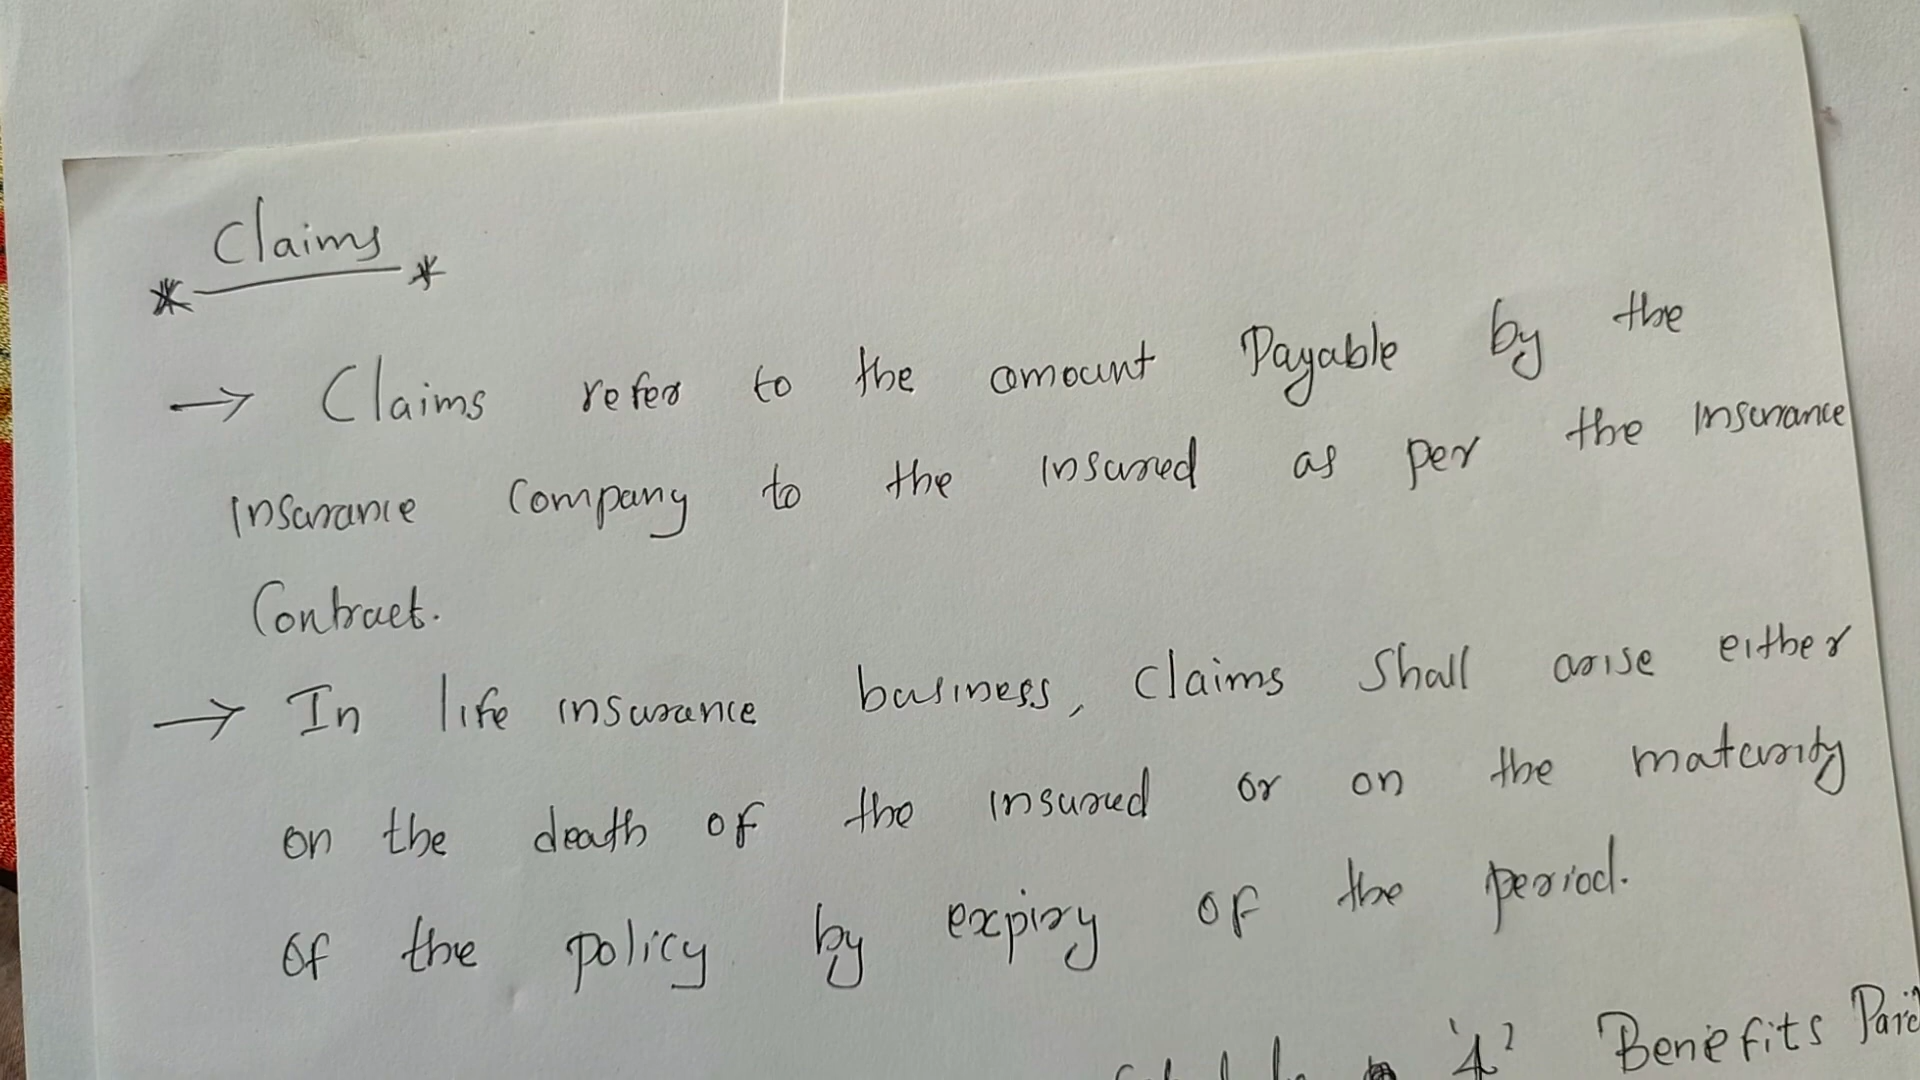 Claims
→ Claims refer to the amount Payable by the
Insurance Company to the insured as per the insurance
Contract.
→ In life insurance business, claims shall arise either
on the death of the insured or on the maturity
of the policy by expiry of the period.
'4' Benefits Paid